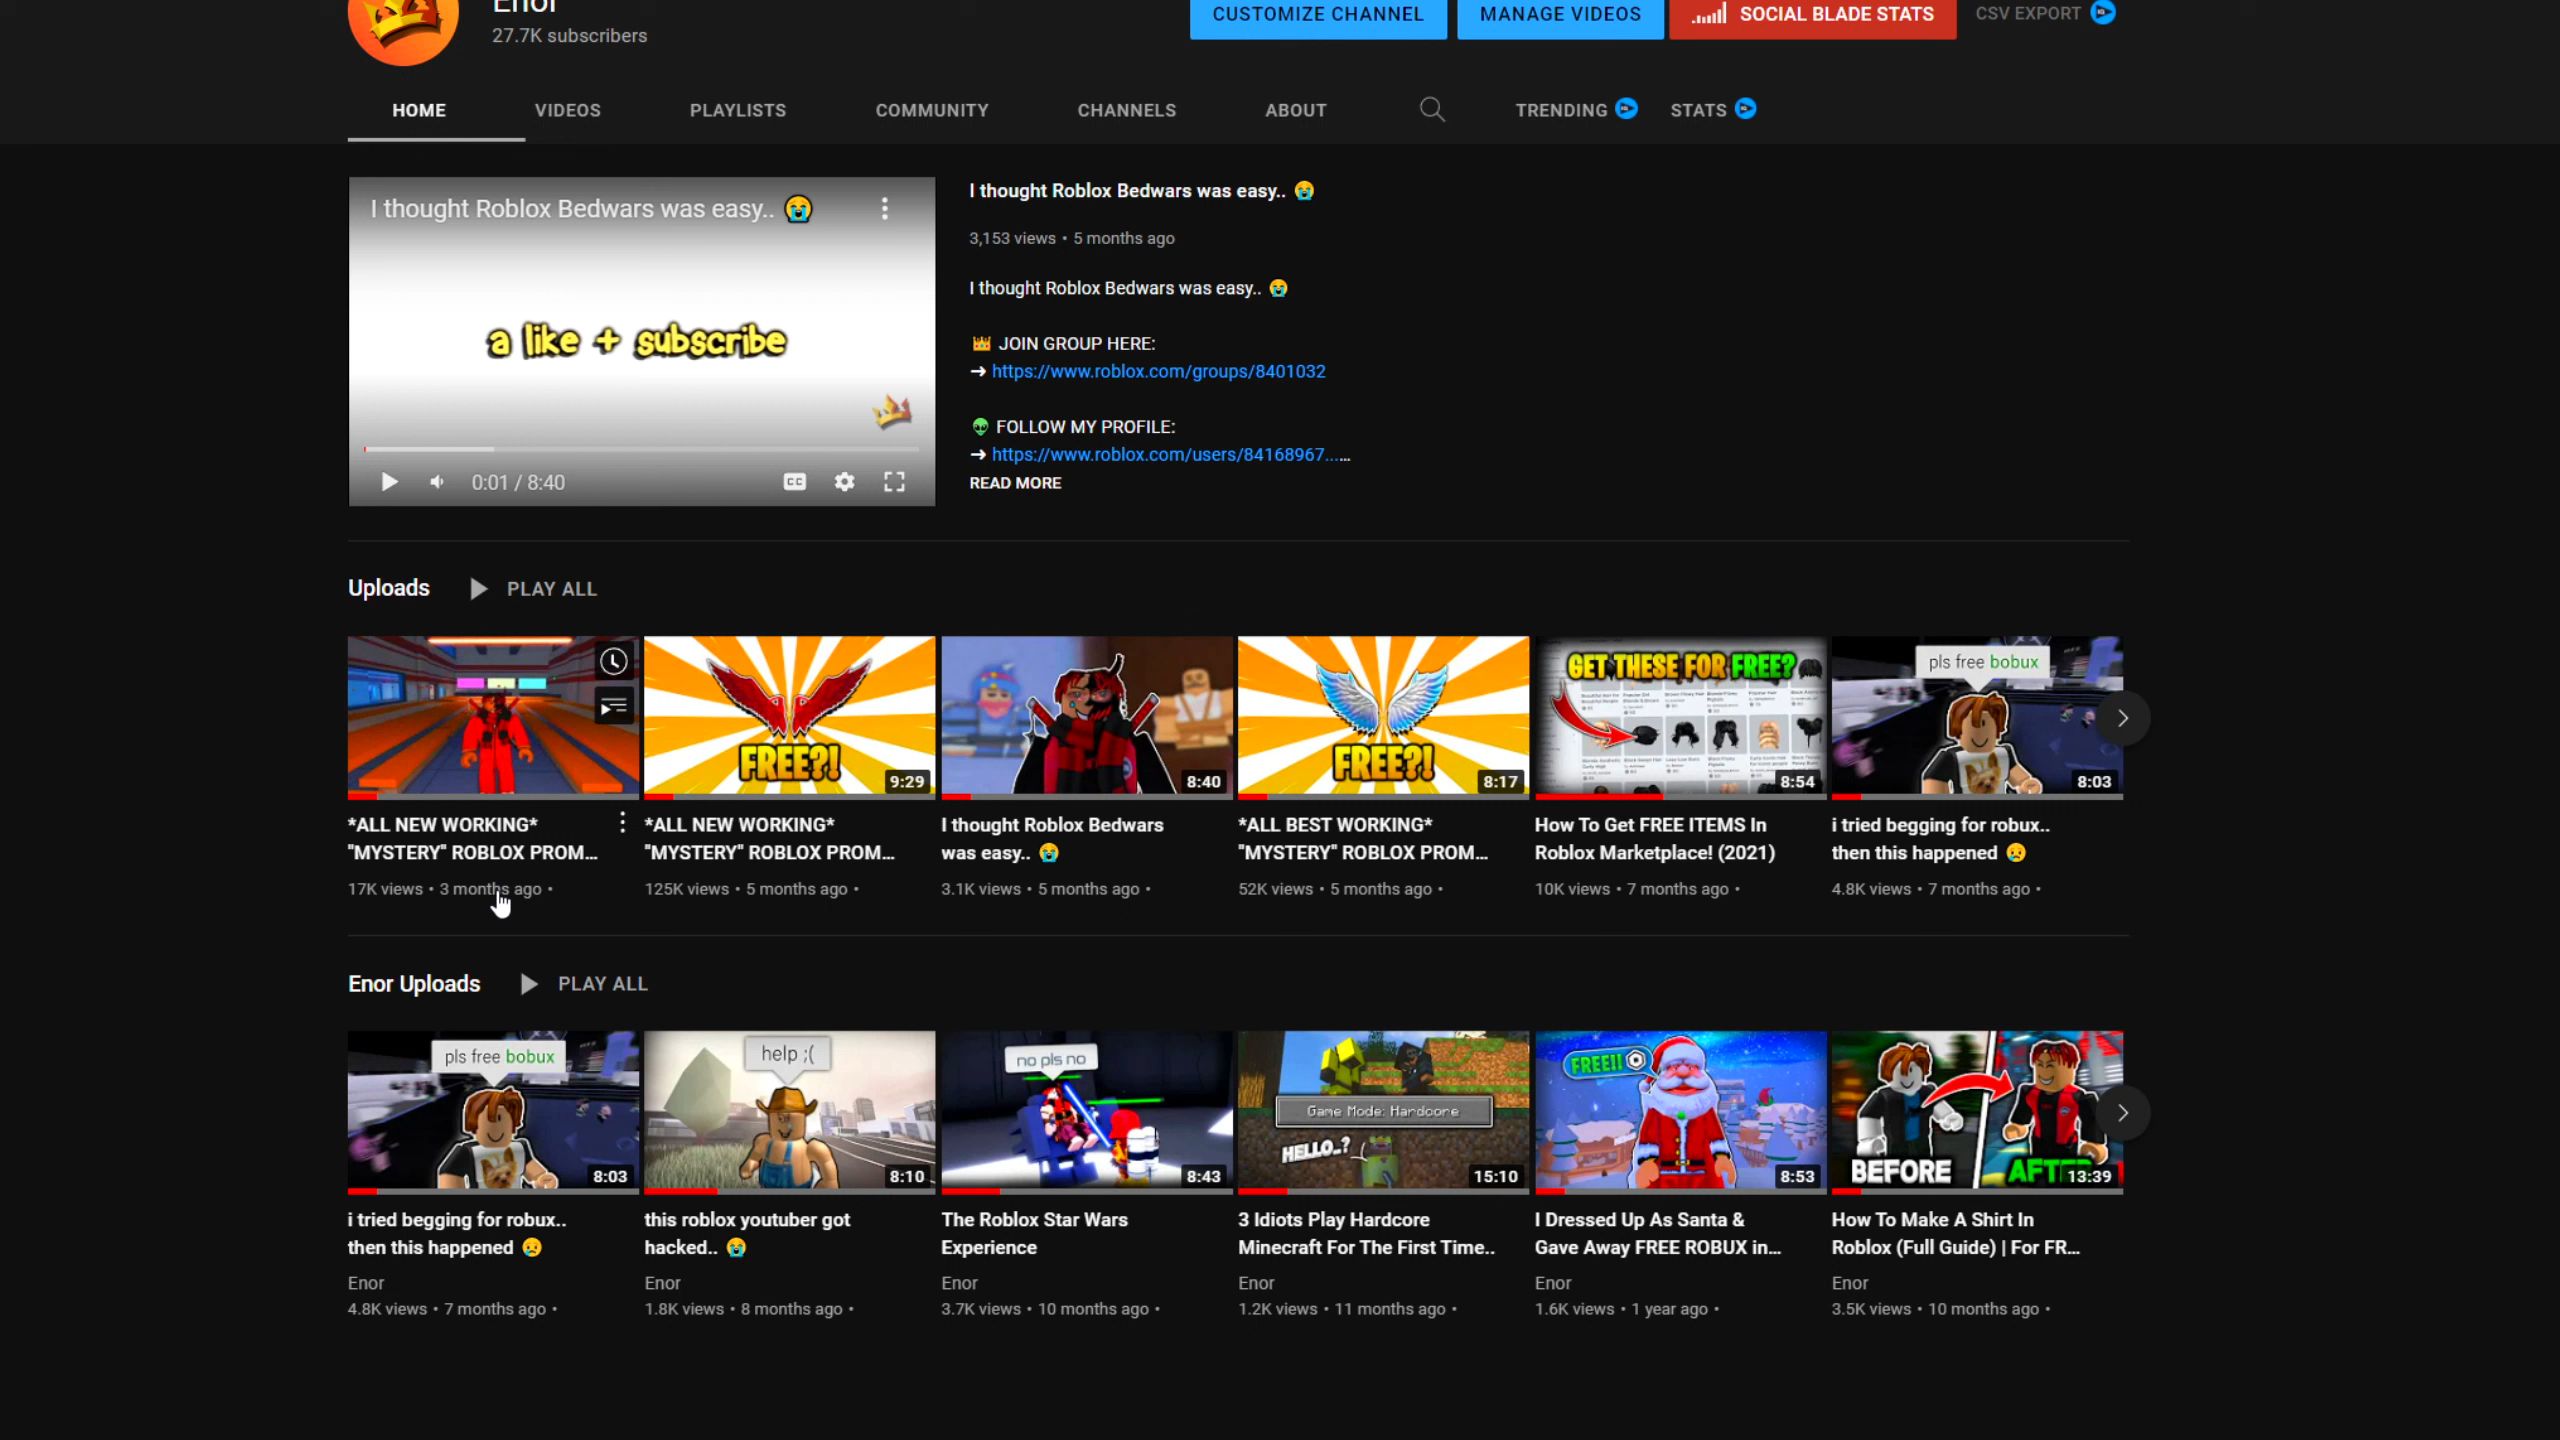 Enor
27.7K subscribers
CUSTOMIZE CHANNEL
MANAGE VIDEOS
SOCIAL BLADE STATS
CSV EXPORT
HOME
VIDEOS
PLAYLISTS
COMMUNITY
CHANNELS
ABOUT
TRENDING
STATS
I thought Roblox Bedwars was easy.. 😭
a like + subscribe
0:01 / 8:40
CC
I thought Roblox Bedwars was easy.. 😭
3,153 views • 5 months ago
I thought Roblox Bedwars was easy.. 😭
👑 JOIN GROUP HERE:
→ https://www.roblox.com/groups/8401032
👽 FOLLOW MY PROFILE:
→ https://www.roblox.com/users/84168967......
READ MORE
Uploads
PLAY ALL
*ALL NEW WORKING*
"MYSTERY" ROBLOX PROM...
17K views • 3 months ago •
FREE?!
9:29
*ALL NEW WORKING*
"MYSTERY" ROBLOX PROM...
125K views • 5 months ago •
8:40
I thought Roblox Bedwars
was easy.. 😭
3.1K views • 5 months ago •
FREE?!
8:17
*ALL BEST WORKING*
"MYSTERY" ROBLOX PROM...
52K views • 5 months ago •
GET THESE FOR FREE?
8:54
How To Get FREE ITEMS In
Roblox Marketplace! (2021)
10K views • 7 months ago •
pls free bobux
8:03
i tried begging for robux..
then this happened 😥
4.8K views • 7 months ago •
Enor Uploads
PLAY ALL
pls free bobux
8:03
i tried begging for robux..
then this happened 😥
Enor
4.8K views • 7 months ago •
help ;(
8:10
this roblox youtuber got
hacked.. 😭
Enor
1.8K views • 8 months ago •
no pls no
8:43
The Roblox Star Wars
Experience
Enor
3.7K views • 10 months ago •
Game Mode: Hardcore
HELLO..?
15:10
3 Idiots Play Hardcore
Minecraft For The First Time..
Enor
1.2K views • 11 months ago •
FREE!!
8:53
I Dressed Up As Santa &
Gave Away FREE ROBUX in...
Enor
1.6K views • 1 year ago •
BEFORE
AFTE
13:39
How To Make A Shirt In
Roblox (Full Guide) | For FR...
Enor
3.5K views • 10 months ago •